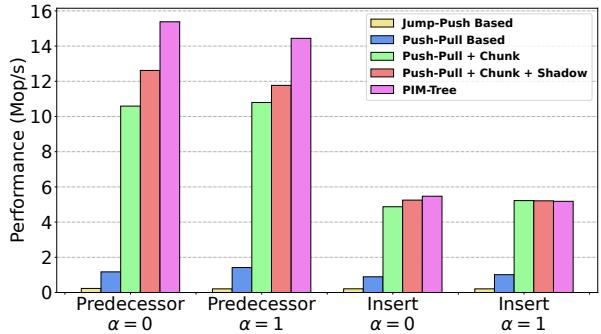 Performance (Mop/s)
16
14
12
10
8
6
4
2
0
Jump-Push Based
Push-Pull Based
Push-Pull + Chunk
Push-Pull + Chunk + Shadow
PIM-Tree
Predecessor
α = 0
Predecessor
α = 1
Insert
α = 0
Insert
α = 1